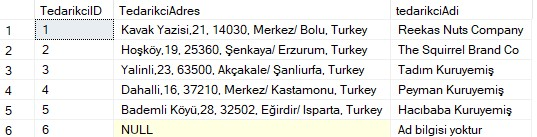 TedarikciID TedarikciAdres tedarikciAdi
1 1 Kavak Yazisi,21, 14030, Merkez/ Bolu, Turkey Reekas Nuts Company
2 2 Hoşköy,19, 25360, Şenkaya/ Erzurum, Turkey The Squirrel Brand Co
3 3 Yalinli,23, 63500, Akçakale/ Şanliurfa, Turkey Tadım Kuruyemiş
4 4 Dahalli,16, 37210, Merkez/ Kastamonu, Turkey Peyman Kuruyemiş
5 5 Bademli Köyü,28, 32502, Eğirdir/ Isparta, Turkey Hacıbaba Kuruyemiş
6 6 NULL Ad bilgisi yoktur